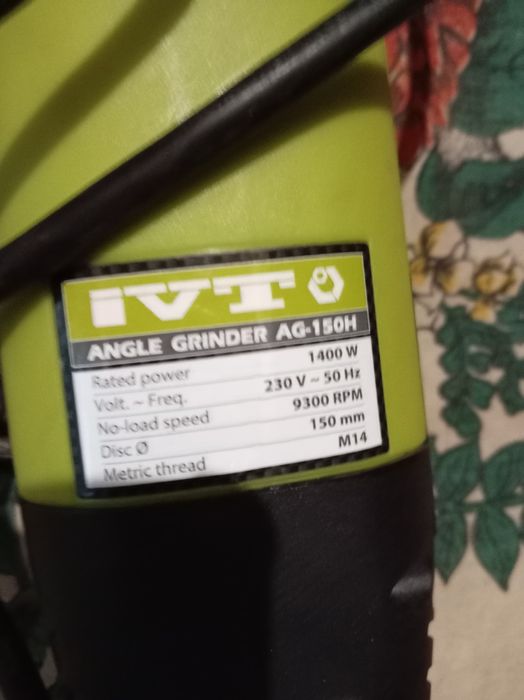 IVT
ANGLE GRINDER AG-150H
Rated power 1400 W
Volt. ~ Freq. 230 V ~ 50 Hz
No-load speed 9300 RPM
Disc Ø 150 mm
Metric thread M14